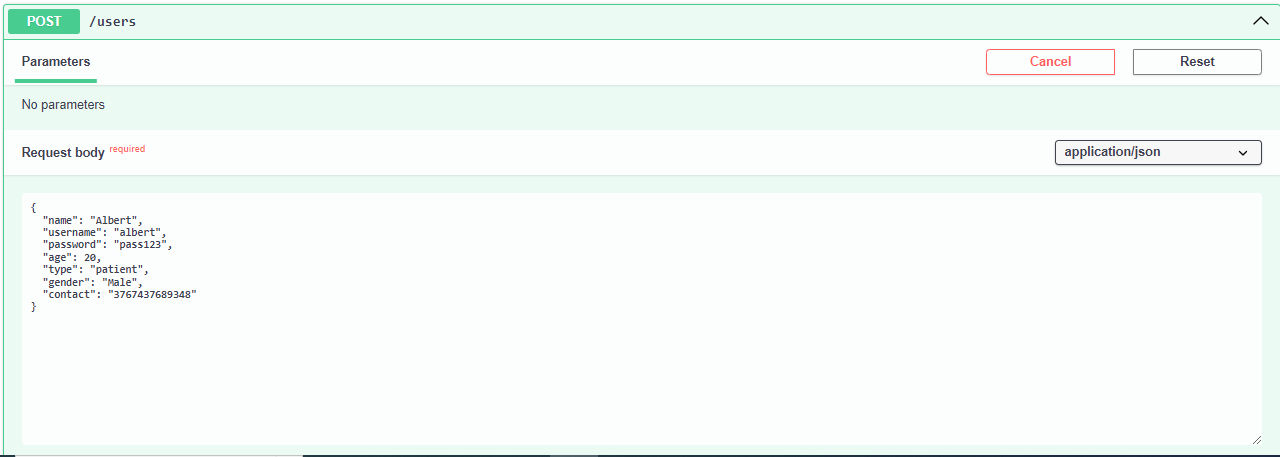 POST /users
Parameters Cancel Reset
No parameters
Request body required application/json
{
  "name": "Albert",
  "username": "albert",
  "password": "pass123",
  "age": 20,
  "type": "patient",
  "gender": "Male",
  "contact": "3767437689348"
}